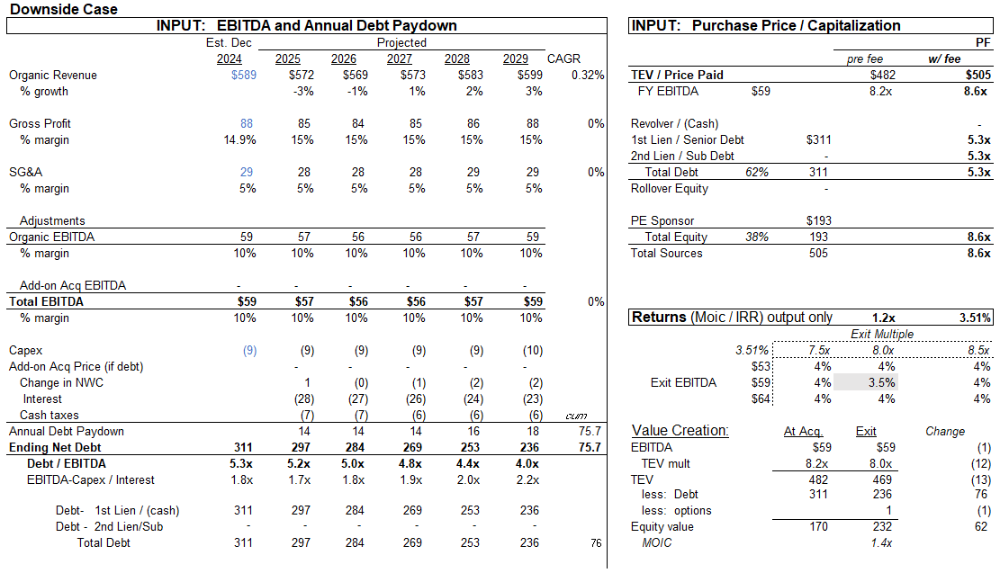 Downside Case
INPUT: EBITDA and Annual Debt Paydown
Est. Dec Projected
2024 2025 2026 2027 2028 2029 CAGR
Organic Revenue $589 $572 $569 $573 $583 $599 0.32%
% growth -3% -1% 1% 2% 3%
Gross Profit 88 85 84 85 86 88 0%
% margin 14.9% 15% 15% 15% 15% 15%
SG&A 29 28 28 28 29 29 0%
% margin 5% 5% 5% 5% 5% 5%
Adjustments
Organic EBITDA 59 57 56 56 57 59
% margin 10% 10% 10% 10% 10% 10%
Add-on Acq EBITDA - - - - - -
Total EBITDA $59 $57 $56 $56 $57 $59 0%
% margin 10% 10% 10% 10% 10% 10%
Capex (9) (9) (9) (9) (9) (10)
Add-on Acq Price (if debt) - - - - -
Change in NWC 1 (0) (1) (2) (2)
Interest (28) (27) (26) (24) (23)
Cash taxes (7) (7) (6) (6) (6) cum
Annual Debt Paydown 14 14 14 16 18 75.7
Ending Net Debt 311 297 284 269 253 236 75.7
Debt / EBITDA 5.3x 5.2x 5.0x 4.8x 4.4x 4.0x
EBITDA-Capex / Interest 1.8x 1.7x 1.8x 1.9x 2.0x 2.2x
Debt- 1st Lien / (cash) 311 297 284 269 253 236
Debt - 2nd Lien/Sub - - - - - -
Total Debt 311 297 284 269 253 236 76
INPUT: Purchase Price / Capitalization
PF
pre fee w/ fee
TEV / Price Paid $482 $505
FY EBITDA $59 8.2x 8.6x
Revolver / (Cash) -
1st Lien / Senior Debt $311 5.3x
2nd Lien / Sub Debt - 5.3x
Total Debt 62% 311 5.3x
Rollover Equity -
PE Sponsor $193
Total Equity 38% 193 8.6x
Total Sources 505 8.6x
Returns (Moic / IRR) output only 1.2x 3.51%
Exit Multiple
3.51% 7.5x 8.0x 8.5x
$53 4% 4% 4%
Exit EBITDA $59 4% 3.5% 4%
$64 4% 4% 4%
Value Creation: At Acq. Exit Change
EBITDA $59 $59 (1)
TEV mult 8.2x 8.0x (12)
TEV 482 469 (13)
less: Debt 311 236 76
less: options 1 (1)
Equity value 170 232 62
MOIC 1.4x